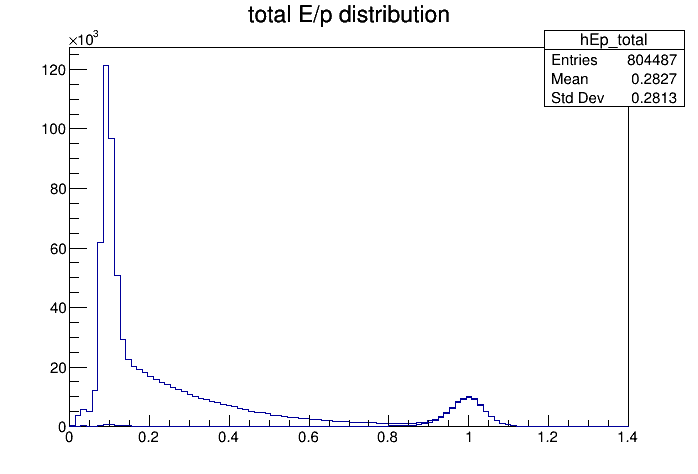 total E/p distribution
×10³
hEp_total
Entries 804487
Mean 0.2827
Std Dev 0.2813
120
100
80
60
40
20
0
0 0.2 0.4 0.6 0.8 1 1.2 1.4